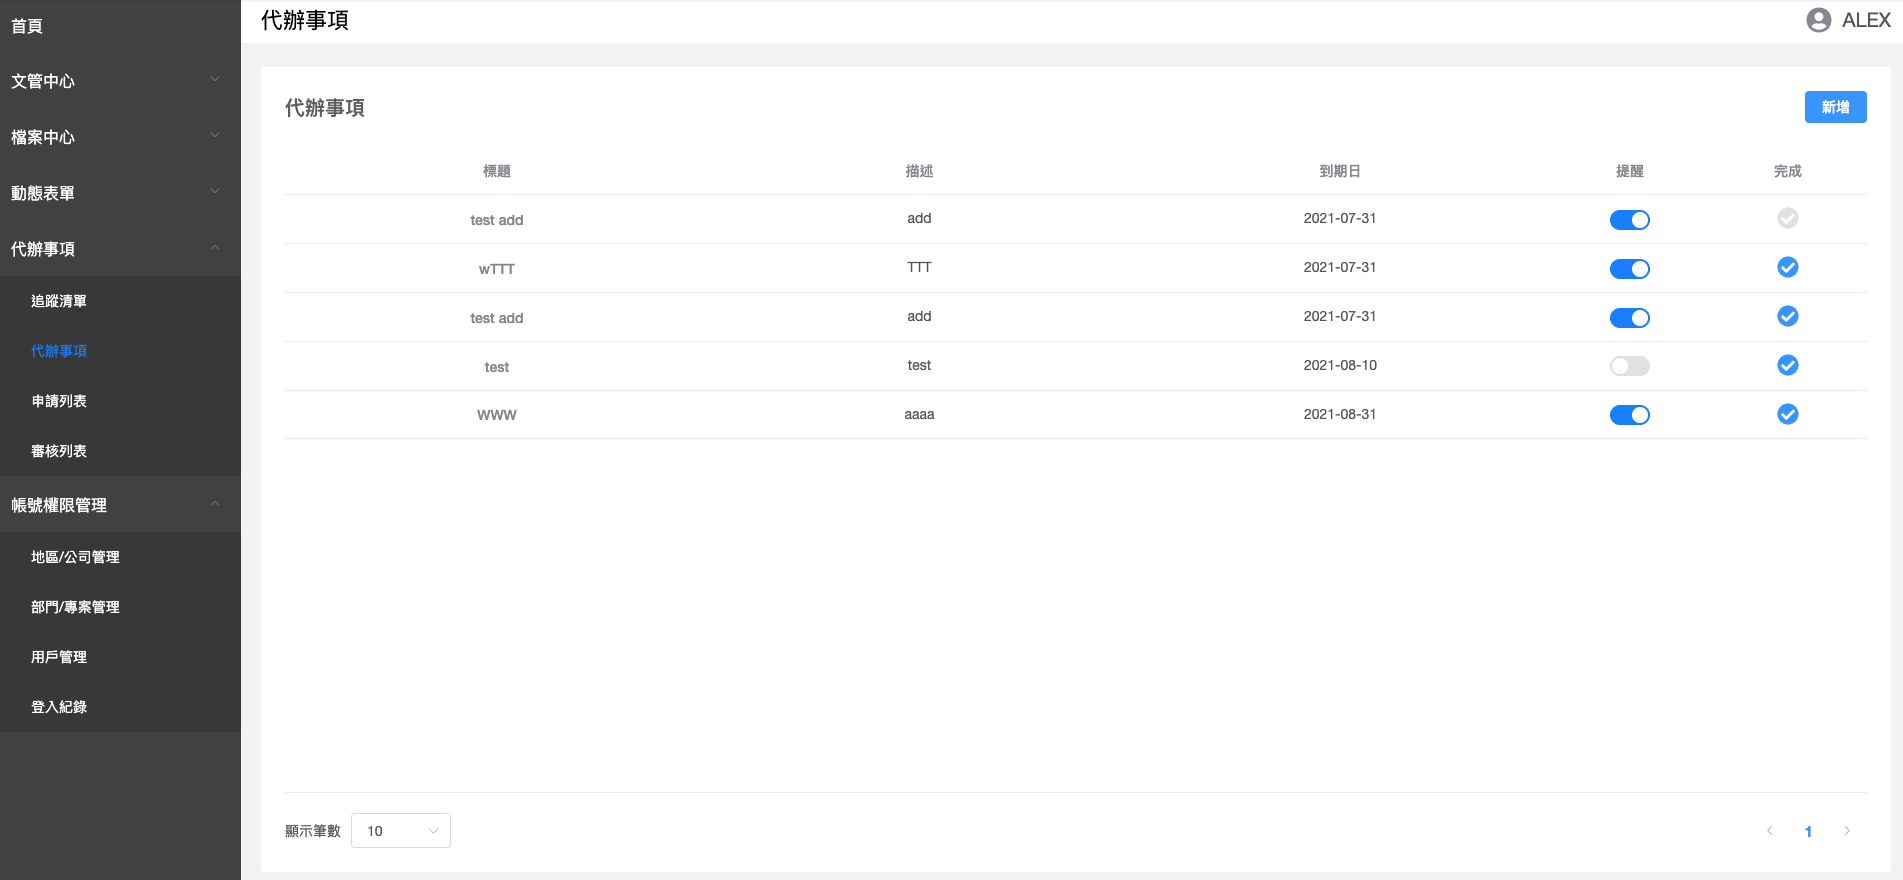 首頁
文管中心
檔案中心
動態表單
代辦事項
追蹤清單
代辦事項
申請列表
審核列表
帳號權限管理
地區/公司管理
部門/專案管理
用戶管理
登入紀錄
代辦事項
ALEX
代辦事項
新增
標題 描述 到期日 提醒 完成
test add add 2021-07-31
wTTT TTT 2021-07-31
test add add 2021-07-31
test test 2021-08-10
WWW aaaa 2021-08-31
顯示筆數 10
1